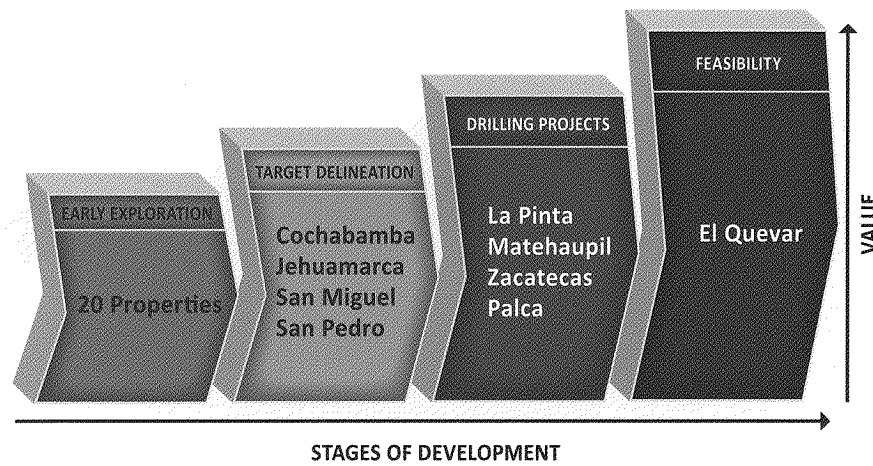 EARLY EXPLORATION
20 Properties
TARGET DELINEATION
Cochabamba
Jehuamarca
San Miguel
San Pedro
DRILLING PROJECTS
La Pinta
Matehaupil
Zacatecas
Palca
FEASIBILITY
El Quevar
VALUE
STAGES OF DEVELOPMENT